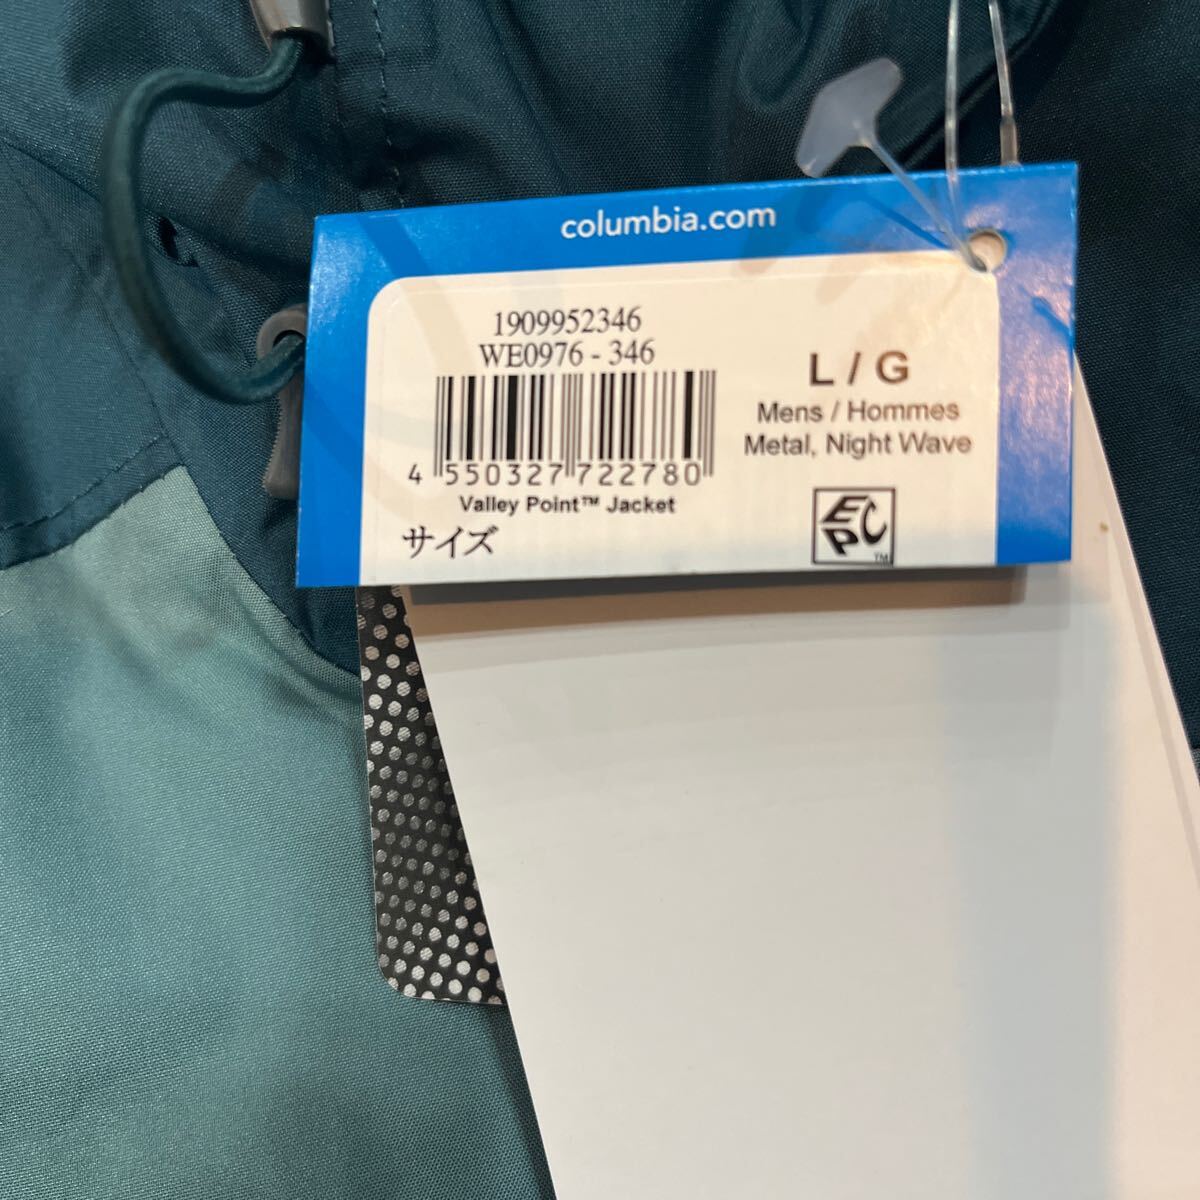 columbia.com
1909952346
WE0976 - 346
L / G
Mens / Hommes
Metal, Night Wave
4 550327 722780
Valley Point™ Jacket
サイズ
EPC™